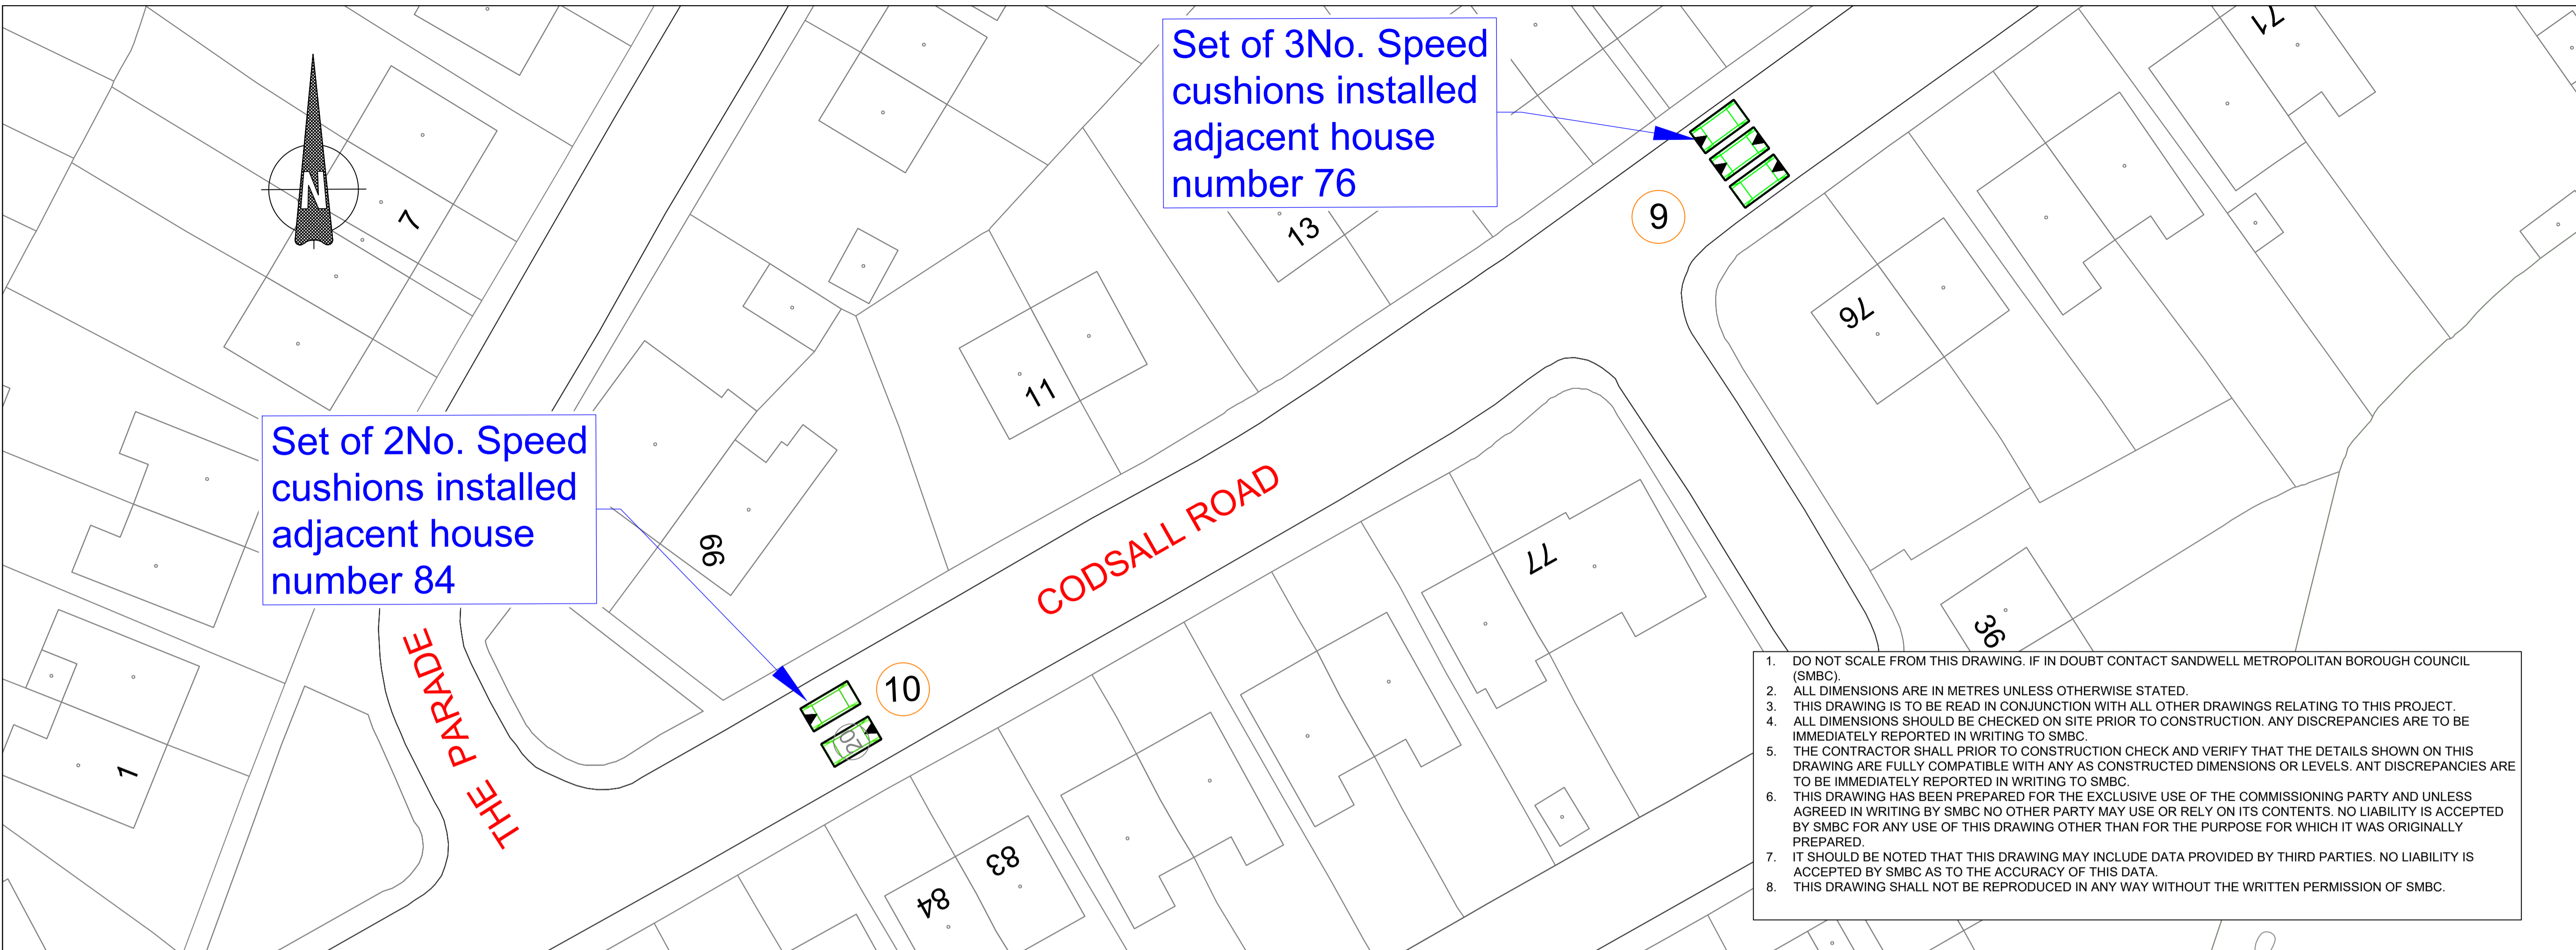 Set of 3No. Speed
cushions installed
adjacent house
number 76
71
N
7
13
9
76
11
Set of 2No. Speed
cushions installed
adjacent house
number 84
66
CODSALL ROAD
77
36
THE PARADE
10
20
1
83
84
1. DO NOT SCALE FROM THIS DRAWING. IF IN DOUBT CONTACT SANDWELL METROPOLITAN BOROUGH COUNCIL
(SMBC).
2. ALL DIMENSIONS ARE IN METRES UNLESS OTHERWISE STATED.
3. THIS DRAWING IS TO BE READ IN CONJUNCTION WITH ALL OTHER DRAWINGS RELATING TO THIS PROJECT.
4. ALL DIMENSIONS SHOULD BE CHECKED ON SITE PRIOR TO CONSTRUCTION. ANY DISCREPANCIES ARE TO BE
IMMEDIATELY REPORTED IN WRITING TO SMBC.
5. THE CONTRACTOR SHALL PRIOR TO CONSTRUCTION CHECK AND VERIFY THAT THE DETAILS SHOWN ON THIS
DRAWING ARE FULLY COMPATIBLE WITH ANY AS CONSTRUCTED DIMENSIONS OR LEVELS. ANT DISCREPANCIES ARE
TO BE IMMEDIATELY REPORTED IN WRITING TO SMBC.
6. THIS DRAWING HAS BEEN PREPARED FOR THE EXCLUSIVE USE OF THE COMMISSIONING PARTY AND UNLESS
AGREED IN WRITING BY SMBC NO OTHER PARTY MAY USE OR RELY ON ITS CONTENTS. NO LIABILITY IS ACCEPTED
BY SMBC FOR ANY USE OF THIS DRAWING OTHER THAN FOR THE PURPOSE FOR WHICH IT WAS ORIGINALLY
PREPARED.
7. IT SHOULD BE NOTED THAT THIS DRAWING MAY INCLUDE DATA PROVIDED BY THIRD PARTIES. NO LIABILITY IS
ACCEPTED BY SMBC AS TO THE ACCURACY OF THIS DATA.
8. THIS DRAWING SHALL NOT BE REPRODUCED IN ANY WAY WITHOUT THE WRITTEN PERMISSION OF SMBC.